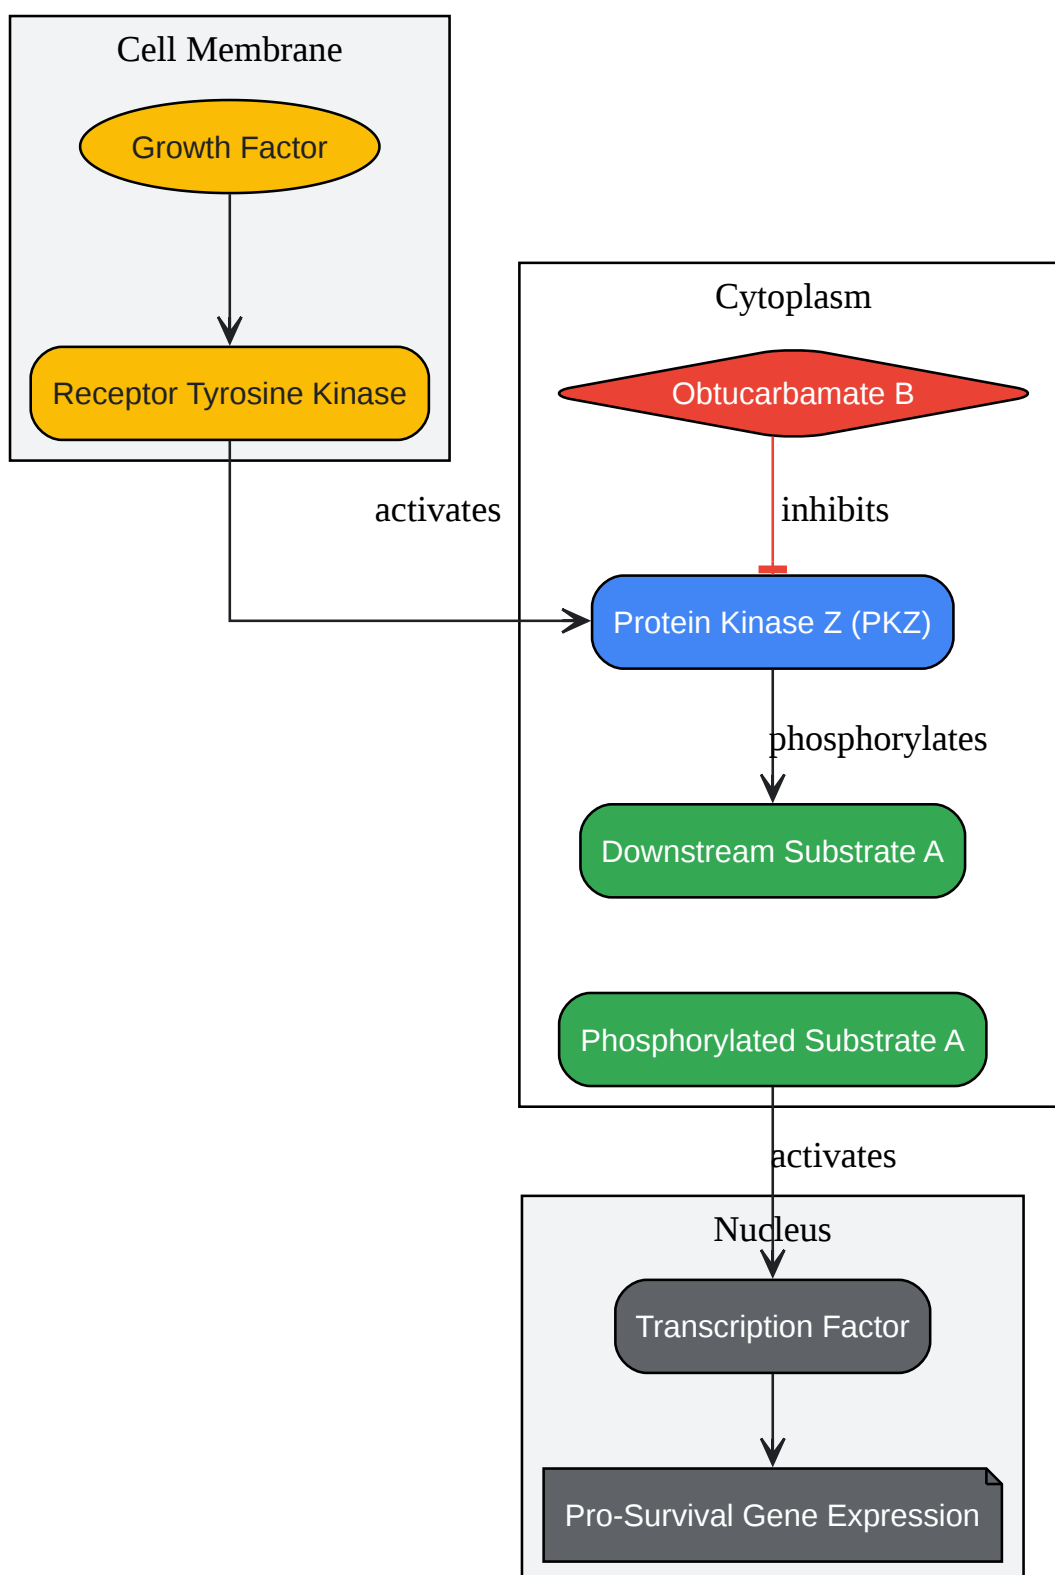 Cell Membrane
Growth Factor
Receptor Tyrosine Kinase
activates
Cytoplasm
Obtucarbamate B
inhibits
Protein Kinase Z (PKZ)
phosphorylates
Downstream Substrate A
Phosphorylated Substrate A
activates
Nucleus
Transcription Factor
Pro-Survival Gene Expression